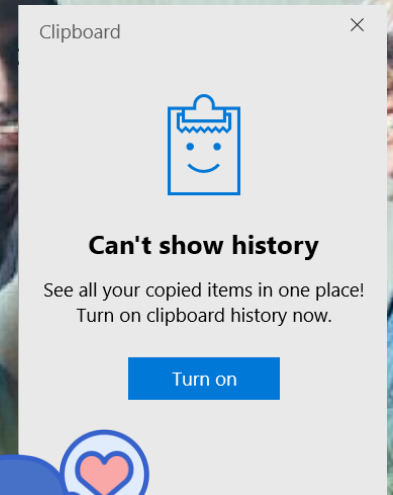 Clipboard
Can't show history
See all your copied items in one place!
Turn on clipboard history now.
Turn on